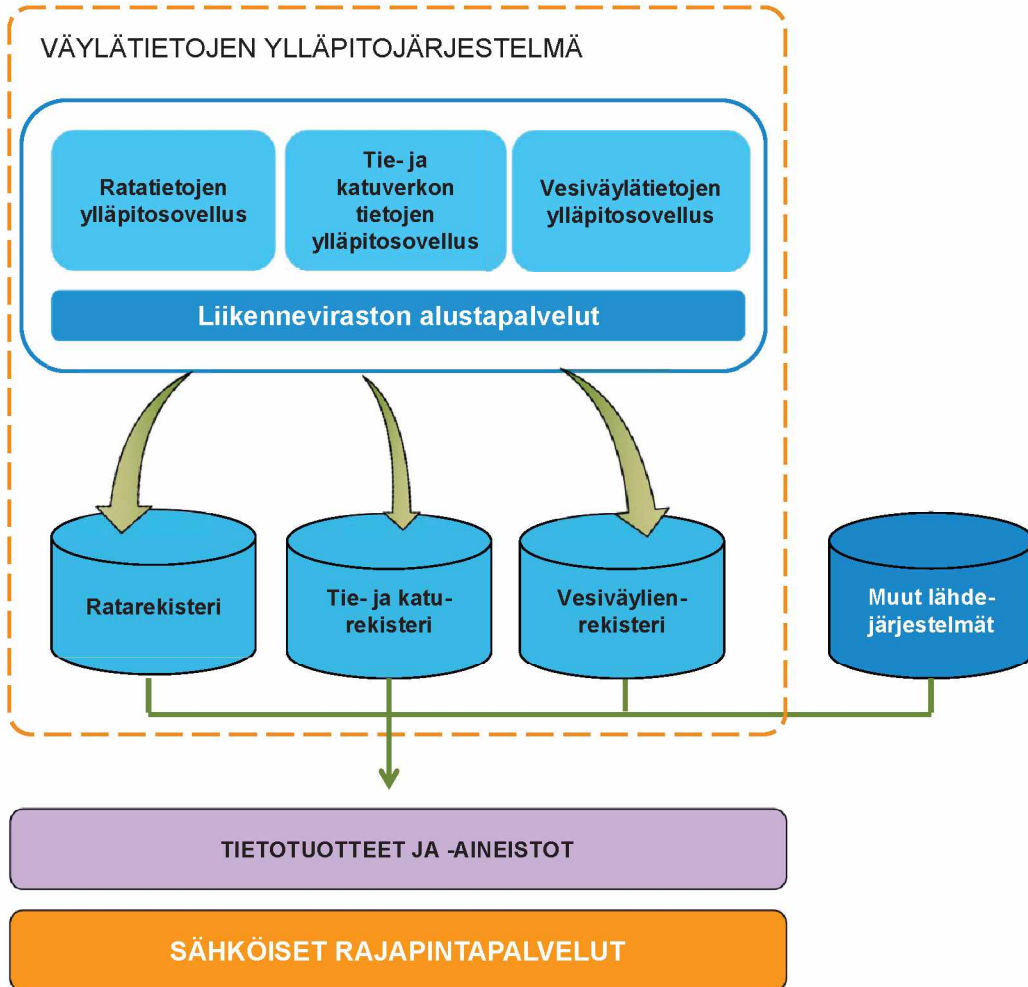 VÄYLÄTIETOJEN YLLÄPITOJÄRJESTELMÄ
Ratatietojen
ylläpitosovellus
Tie- ja
katuverkon
tietojen
ylläpitosovellus
Vesiväylätietojen
ylläpitosovellus
Liikenneviraston alustapalvelut
Ratarekisteri
Tie- ja katu-
rekisteri
Vesiväylien-
rekisteri
Muut lähde-
järjestelmät
TIETOTUOTTEET JA -AINEISTOT
SÄHKÖISET RAJAPINTAPALVELUT